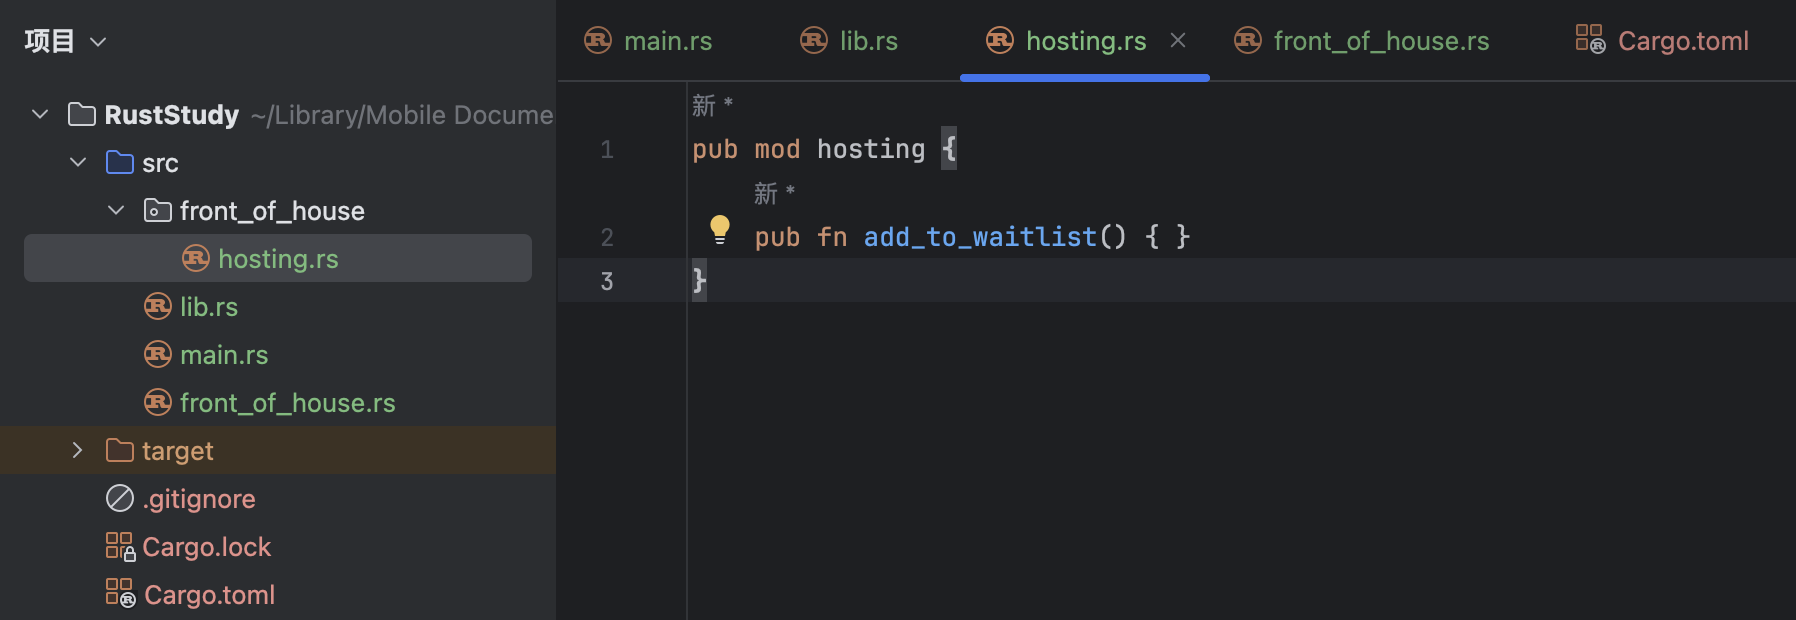 项目
RustStudy ~/Library/Mobile Docume
src
front_of_house
hosting.rs
lib.rs
main.rs
front_of_house.rs
target
.gitignore
Cargo.lock
Cargo.toml
main.rs lib.rs hosting.rs front_of_house.rs Cargo.toml
新 *
1 pub mod hosting {
新 *
2 pub fn add_to_waitlist() { }
3 }